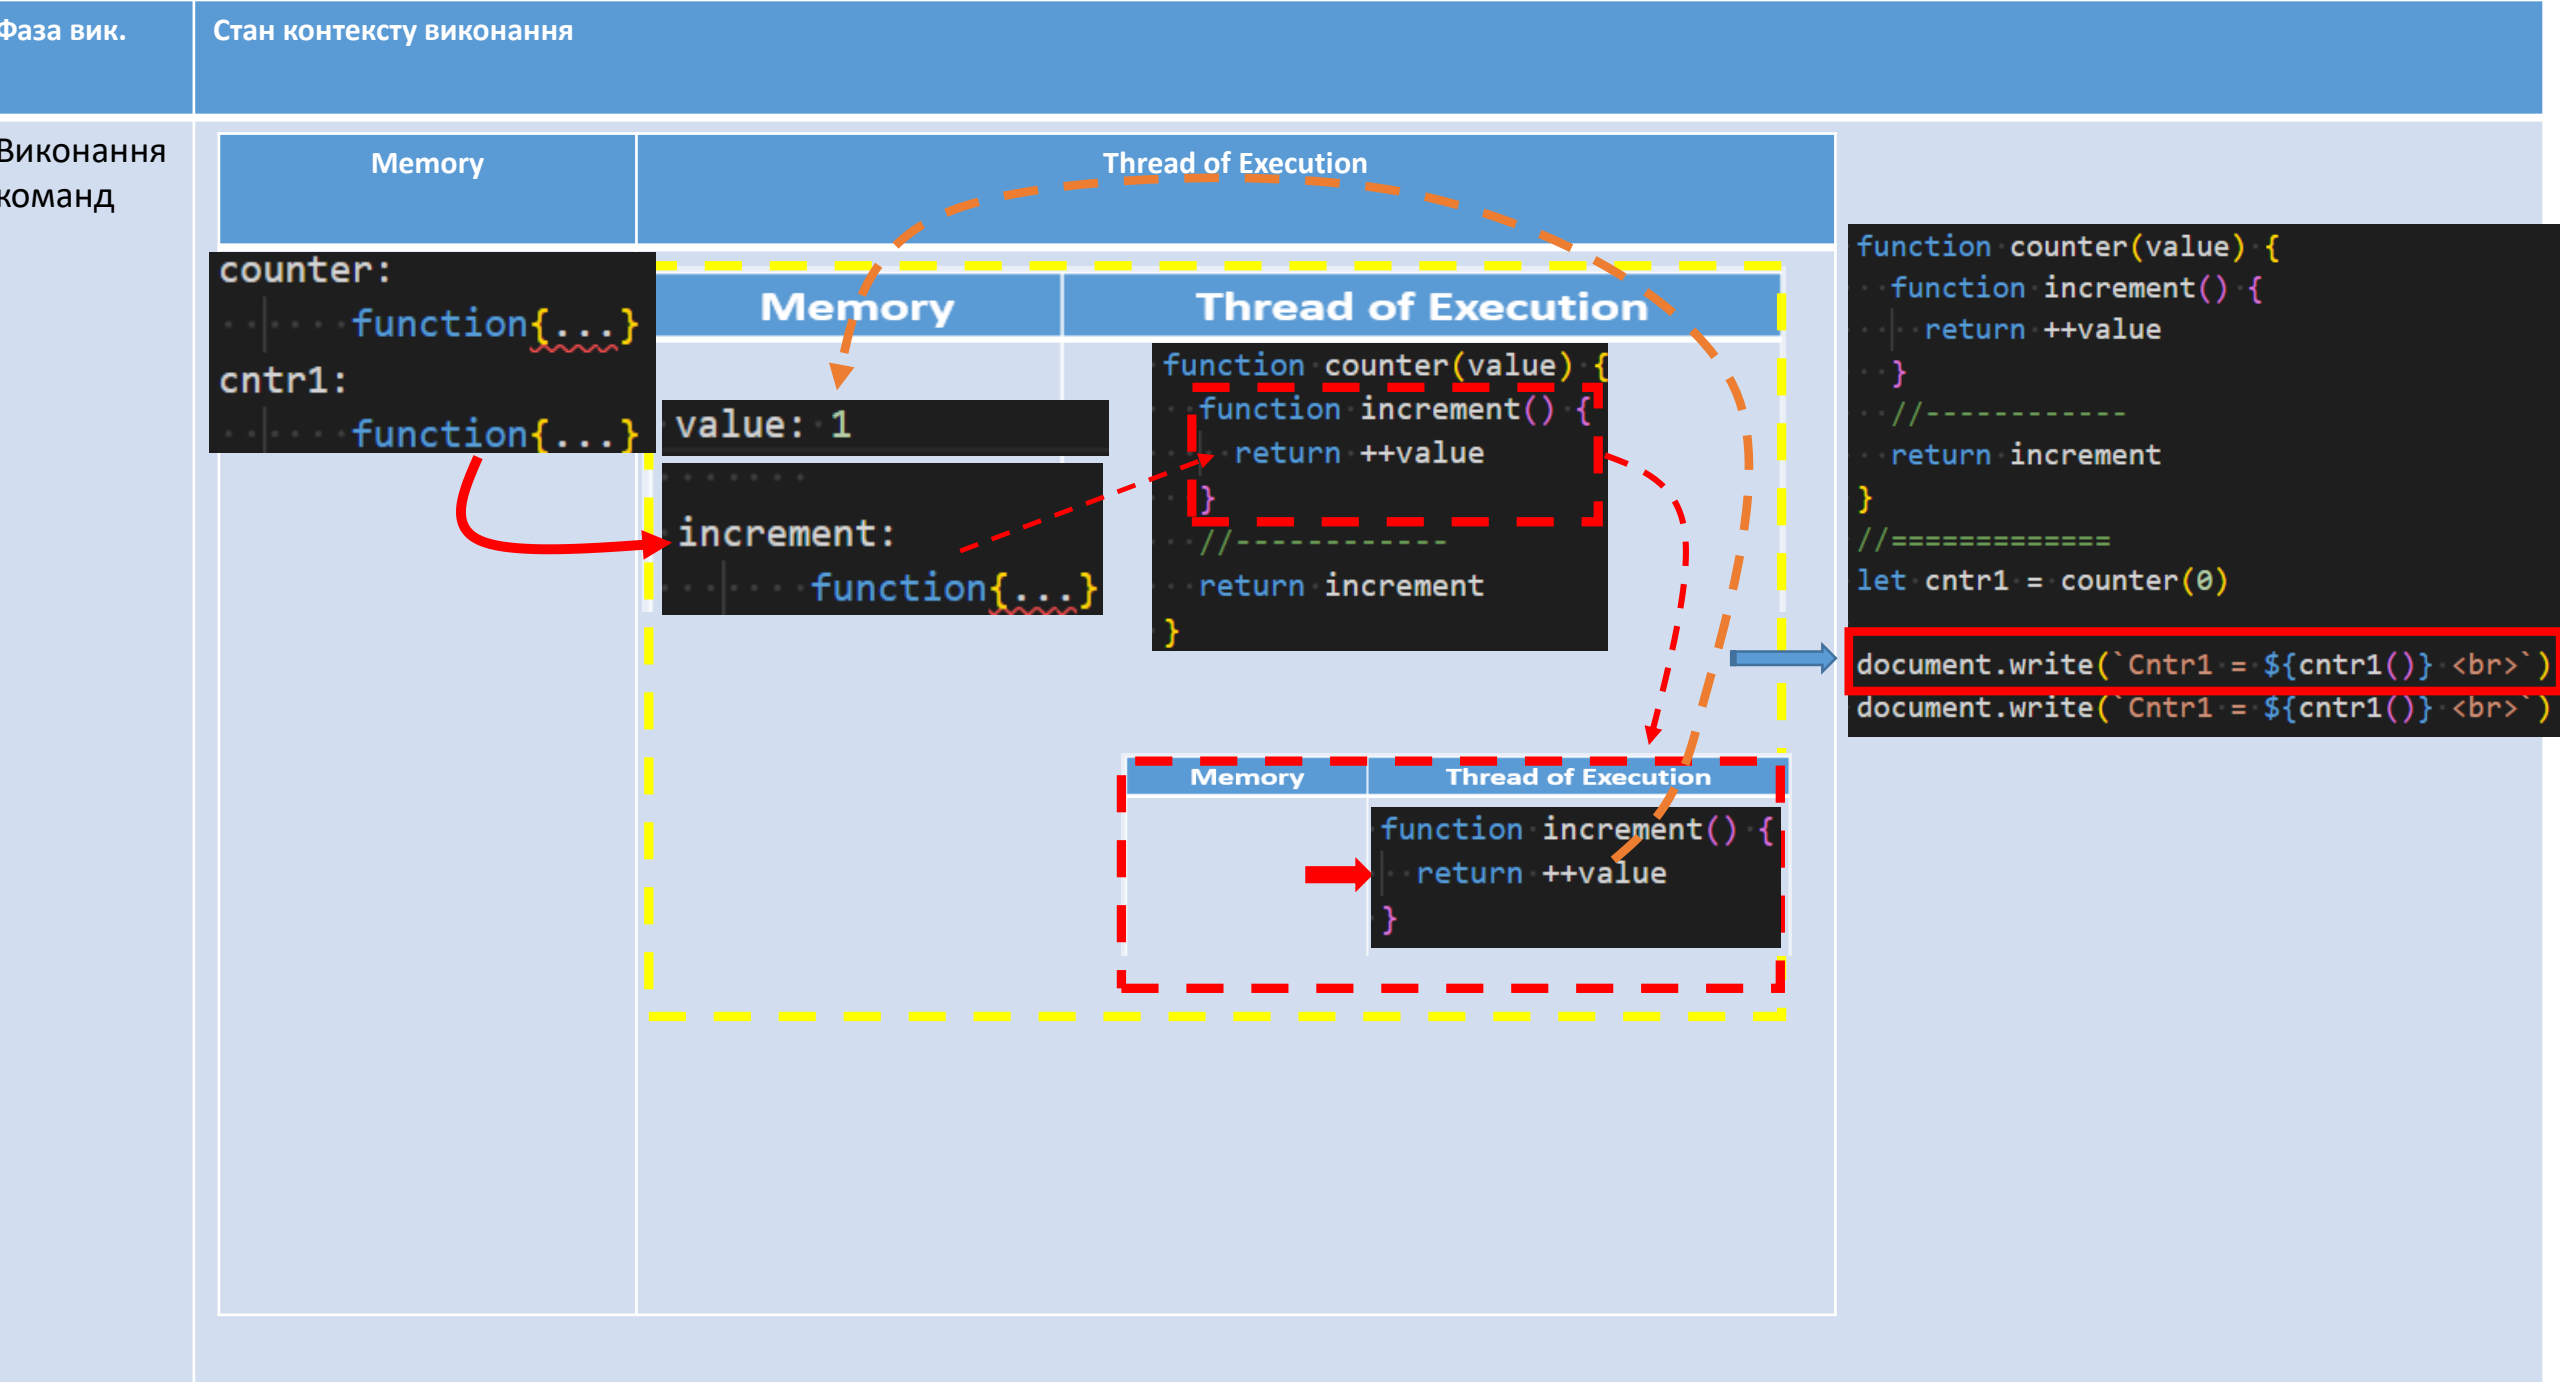 Фаза вик.
Стан контексту виконання
Виконання
команд
Memory
Thread of Execution
counter:
function{...}
cntr1:
function{...}
Memory
Thread of Execution
value: 1
increment:
function{...}
function counter(value) {
function increment() {
return ++value
}
//------------
return increment
}
Memory
Thread of Execution
function increment() {
return ++value
}
function counter(value) {
function increment() {
return ++value
}
//------------
return increment
}
//=============
let cntr1 = counter(0)
document.write(`Cntr1 = ${cntr1()} <br>`)
document.write(`Cntr1 = ${cntr1()} <br>`)